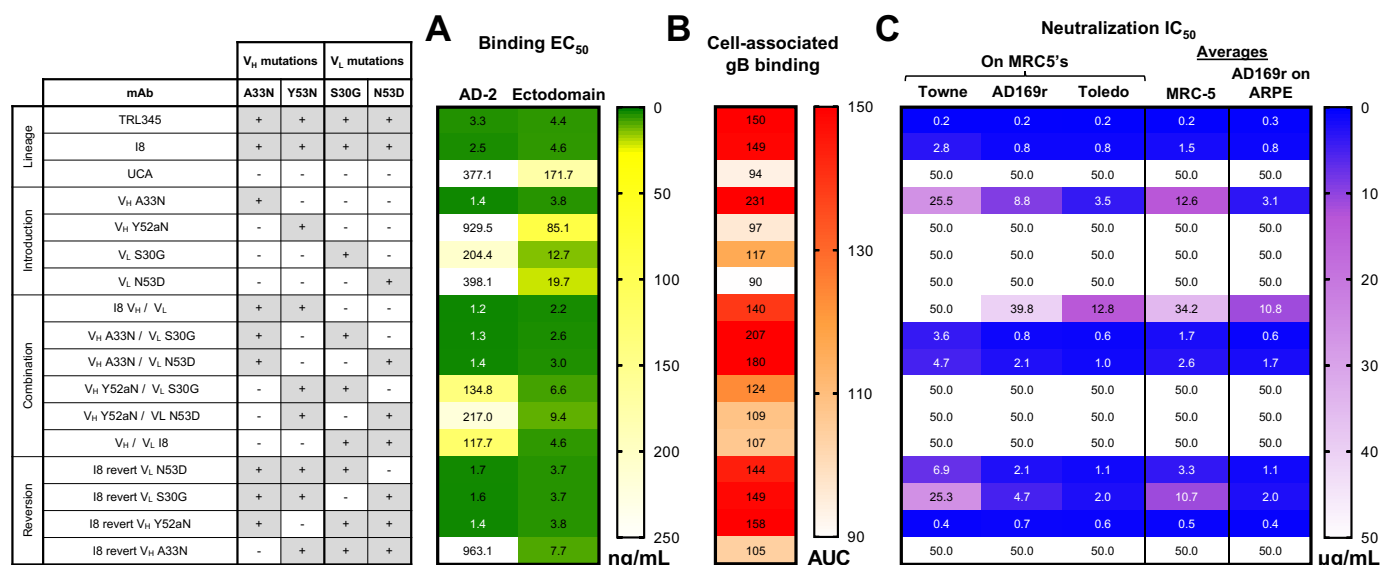 A
B
C
Binding EC50
Cell-associated
gB binding
Neutralization IC50
On MRC5's
Averages
VH mutations VL mutations
mAb A33N Y53N S30G N53D
AD-2 Ectodomain
Towne AD169r Toledo MRC-5 AD169r on
ARPE
Lineage
TRL345 + + + + 3.3 4.4 150 0.2 0.2 0.2 0.2 0.3
I8 + + + + 2.5 4.6 149 2.8 0.8 0.8 1.5 0.8
UCA - - - - 377.1 171.7 94 50.0 50.0 50.0 50.0 50.0
Introduction
VH A33N + - - - 1.4 3.8 231 25.5 8.8 3.5 12.6 3.1
VH Y52aN - + - - 929.5 85.1 97 50.0 50.0 50.0 50.0 50.0
VL S30G - - + - 204.4 12.7 117 50.0 50.0 50.0 50.0 50.0
VL N53D - - - + 398.1 19.7 90 50.0 50.0 50.0 50.0 50.0
Combination
I8 VH / VL + + - - 1.2 2.2 140 50.0 39.8 12.8 34.2 10.8
VH A33N / VL S30G + - + - 1.3 2.6 207 3.6 0.8 0.6 1.7 0.6
VH A33N / VL N53D + - - + 1.4 3.0 180 4.7 2.1 1.0 2.6 1.7
VH Y52aN / VL S30G - + + - 134.8 6.6 124 50.0 50.0 50.0 50.0 50.0
VH Y52aN / VL N53D - + - + 217.0 9.4 109 50.0 50.0 50.0 50.0 50.0
VH / VL I8 - - + + 117.7 4.6 107 50.0 50.0 50.0 50.0 50.0
Reversion
I8 revert VL N53D + + + - 1.7 3.7 144 6.9 2.1 1.1 3.3 1.1
I8 revert VL S30G + + - + 1.6 3.7 149 25.3 4.7 2.0 10.7 2.0
I8 revert VH Y52aN + - + + 1.4 3.8 158 0.4 0.7 0.6 0.5 0.4
I8 revert VH A33N - + + + 963.1 7.7 105 50.0 50.0 50.0 50.0 50.0
0
50
100
150
200
250
ng/mL
150
130
110
90
AUC
0
10
20
30
40
50
µg/mL